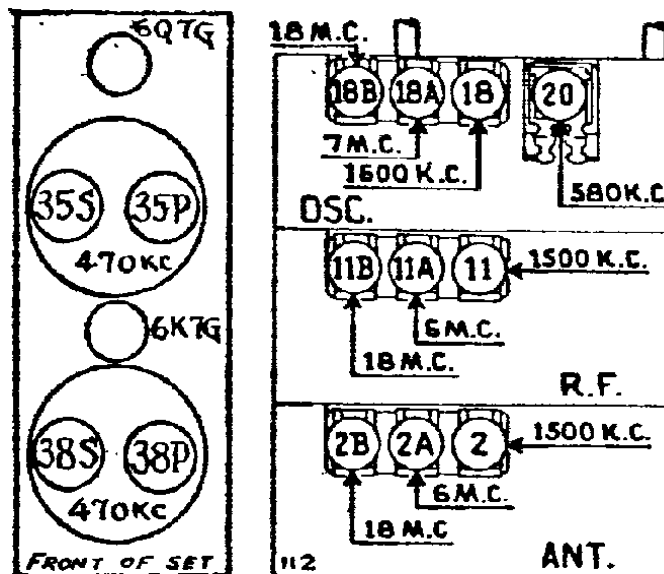 6Q7G
35S 35P
470KC
6K7G
38S 38P
470KC
FRONT OF SET
18 M.C.
18B 18A 18 20
7 M.C.
1600 K.C.
580K.C
OSC.
11B 11A 11 1500 K.C.
6 M.C.
18 M.C.
R.F.
2B 2A 2 1500 K.C.
6 M.C.
18 M.C
112 ANT.